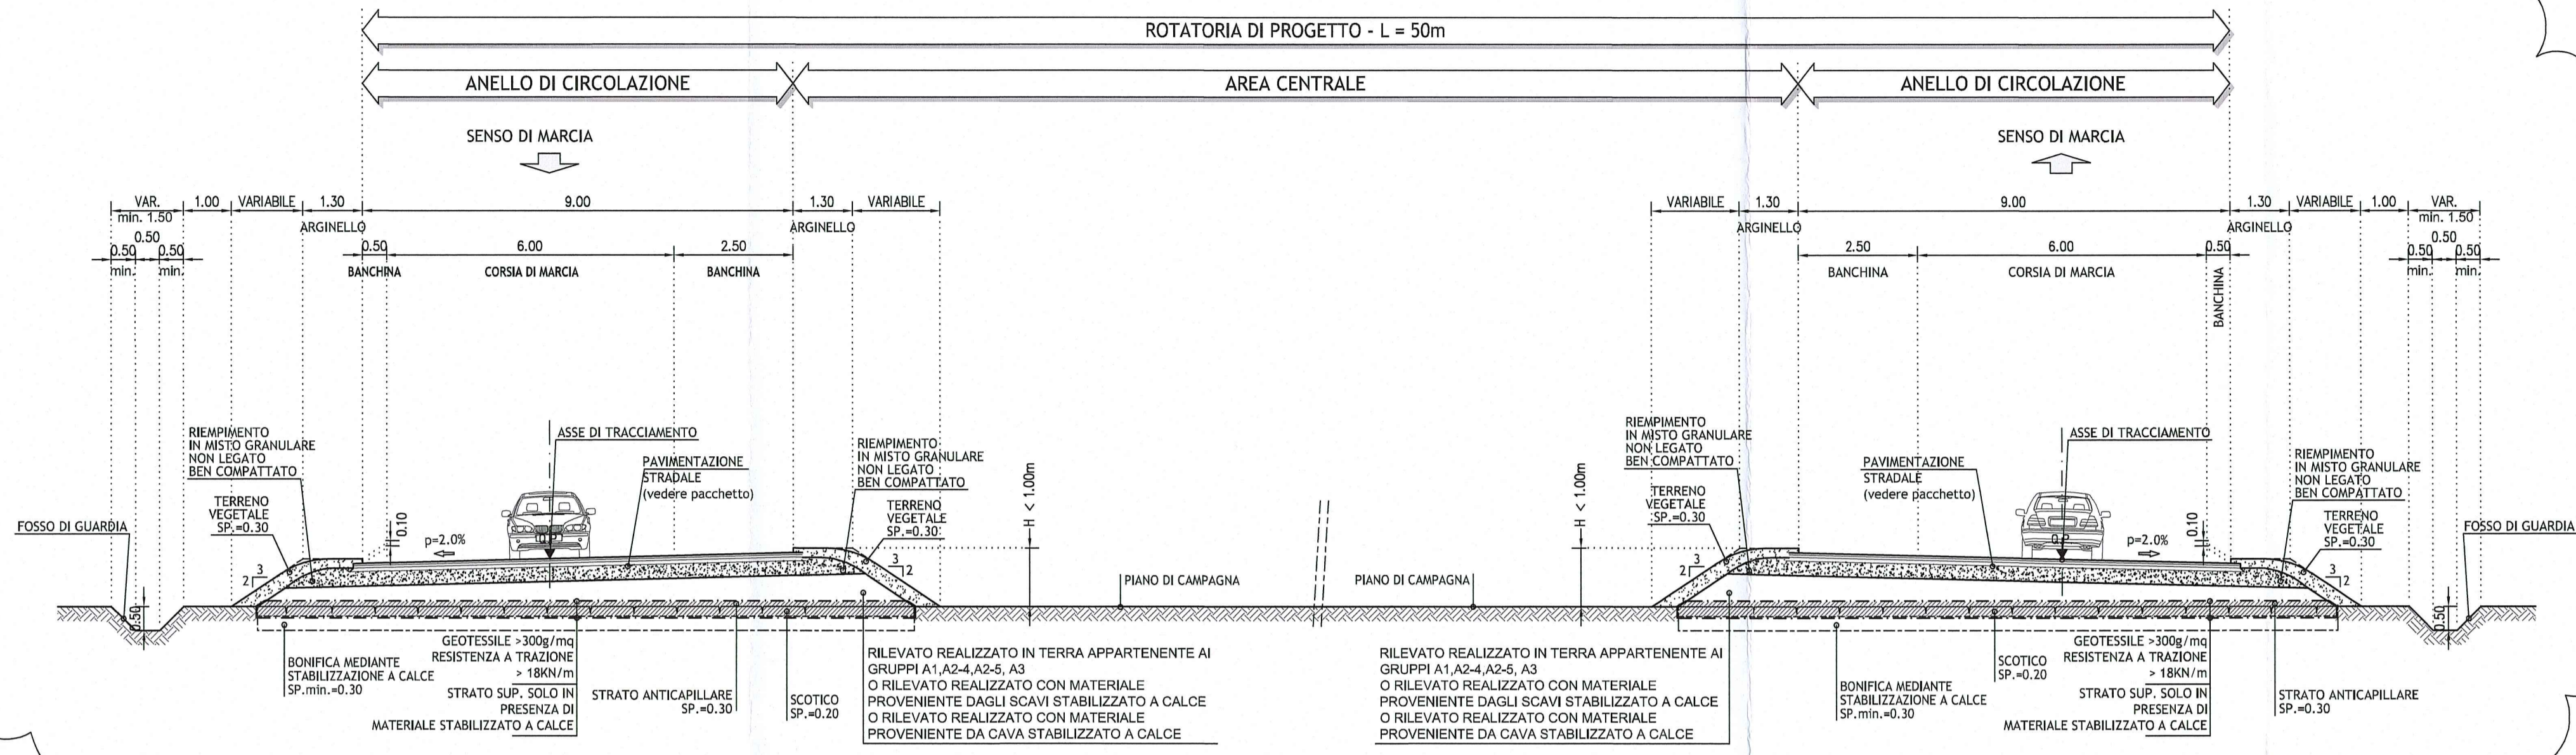 ROTATORIA DI PROGETTO - L = 50m
ANELLO DI CIRCOLAZIONE
AREA CENTRALE
ANELLO DI CIRCOLAZIONE
SENSO DI MARCIA
SENSO DI MARCIA
VAR.
min. 1.50
1.00
VARIABILE
1.30
9.00
1.30
VARIABILE
ARGINELLO
ARGINELLO
0.50
0.50
0.50
min.
min.
0.50
6.00
2.50
BANCHINA
CORSIA DI MARCIA
BANCHINA
VARIABILE
1.30
9.00
1.30
VARIABILE
1.00
VAR.
min. 1.50
ARGINELLO
ARGINELLO
2.50
6.00
0.50
BANCHINA
CORSIA DI MARCIA
BANCHINA
0.50
0.50
0.50
min.
min.
RIEMPIMENTO
IN MISTO GRANULARE
NON LEGATO
BEN COMPATTATO
TERRENO
VEGETALE
SP.=0.30
FOSSO DI GUARDIA
ASSE DI TRACCIAMENTO
PAVIMENTAZIONE
STRADALE
(vedere pacchetto)
RIEMPIMENTO
IN MISTO GRANULARE
NON LEGATO
BEN COMPATTATO
TERRENO
VEGETALE
SP.=0.30
0.10
p=2.0%
3
2
3
2
0.50
H < 1.00m
PIANO DI CAMPAGNA
PIANO DI CAMPAGNA
H < 1.00m
RIEMPIMENTO
IN MISTO GRANULARE
NON LEGATO
BEN COMPATTATO
TERRENO
VEGETALE
SP.=0.30
PAVIMENTAZIONE
STRADALE
(vedere pacchetto)
ASSE DI TRACCIAMENTO
RIEMPIMENTO
IN MISTO GRANULARE
NON LEGATO
BEN COMPATTATO
TERRENO
VEGETALE
SP.=0.30
FOSSO DI GUARDIA
0.10
p=2.0%
3
2
3
2
0.50
BONIFICA MEDIANTE
STABILIZZAZIONE A CALCE
SP.min.=0.30
GEOTESSILE >300g/mq
RESISTENZA A TRAZIONE
> 18KN/m
STRATO SUP. SOLO IN
PRESENZA DI
MATERIALE STABILIZZATO A CALCE
STRATO ANTICAPILLARE
SP.=0.30
SCOTICO
SP.=0.20
RILEVATO REALIZZATO IN TERRA APPARTENENTE AI
GRUPPI A1,A2-4,A2-5, A3
O RILEVATO REALIZZATO CON MATERIALE
PROVENIENTE DAGLI SCAVI STABILIZZATO A CALCE
O RILEVATO REALIZZATO CON MATERIALE
PROVENIENTE DA CAVA STABILIZZATO A CALCE
RILEVATO REALIZZATO IN TERRA APPARTENENTE AI
GRUPPI A1,A2-4,A2-5, A3
O RILEVATO REALIZZATO CON MATERIALE
PROVENIENTE DAGLI SCAVI STABILIZZATO A CALCE
O RILEVATO REALIZZATO CON MATERIALE
PROVENIENTE DA CAVA STABILIZZATO A CALCE
BONIFICA MEDIANTE
STABILIZZAZIONE A CALCE
SP.min.=0.30
SCOTICO
SP.=0.20
GEOTESSILE >300g/mq
RESISTENZA A TRAZIONE
> 18KN/m
STRATO SUP. SOLO IN
PRESENZA DI
MATERIALE STABILIZZATO A CALCE
STRATO ANTICAPILLARE
SP.=0.30